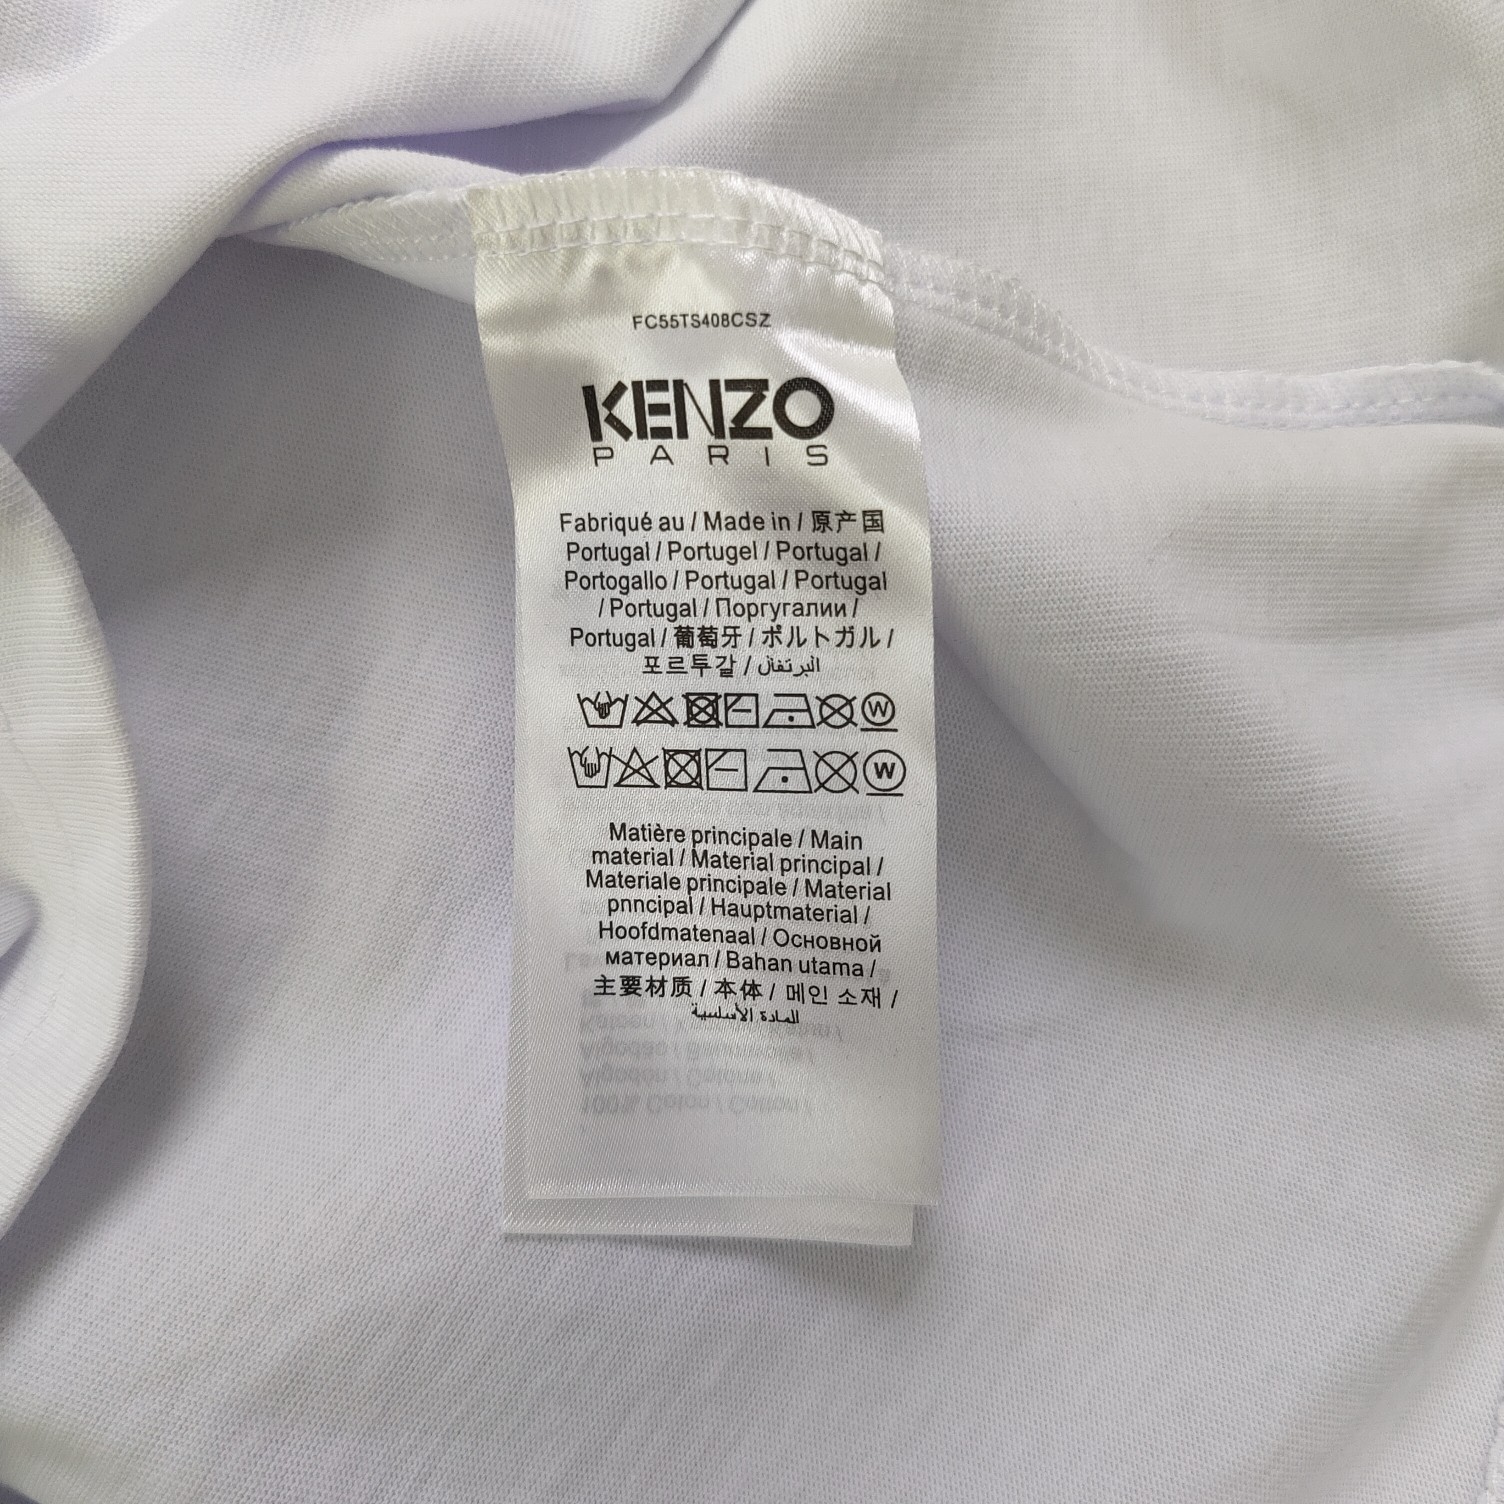 FC55TS408CSZ
KENZO
PARIS
Fabriqué au / Made in / 原产国
Portugal / Portugel / Portugal /
Portogallo / Portugal / Portugal
/ Portugal / Поргугалии /
Portugal / 葡萄牙 / ポルトガル /
포르투갈 / البرتغال
W
W
Matière principale / Main
material / Material principal /
Materiale principale / Material
pnncipal / Hauptmaterial /
Hoofdmatenaal / Основной
материал / Bahan utama /
主要材质 / 本体 / 메인 소재 /
المادة الأساسية